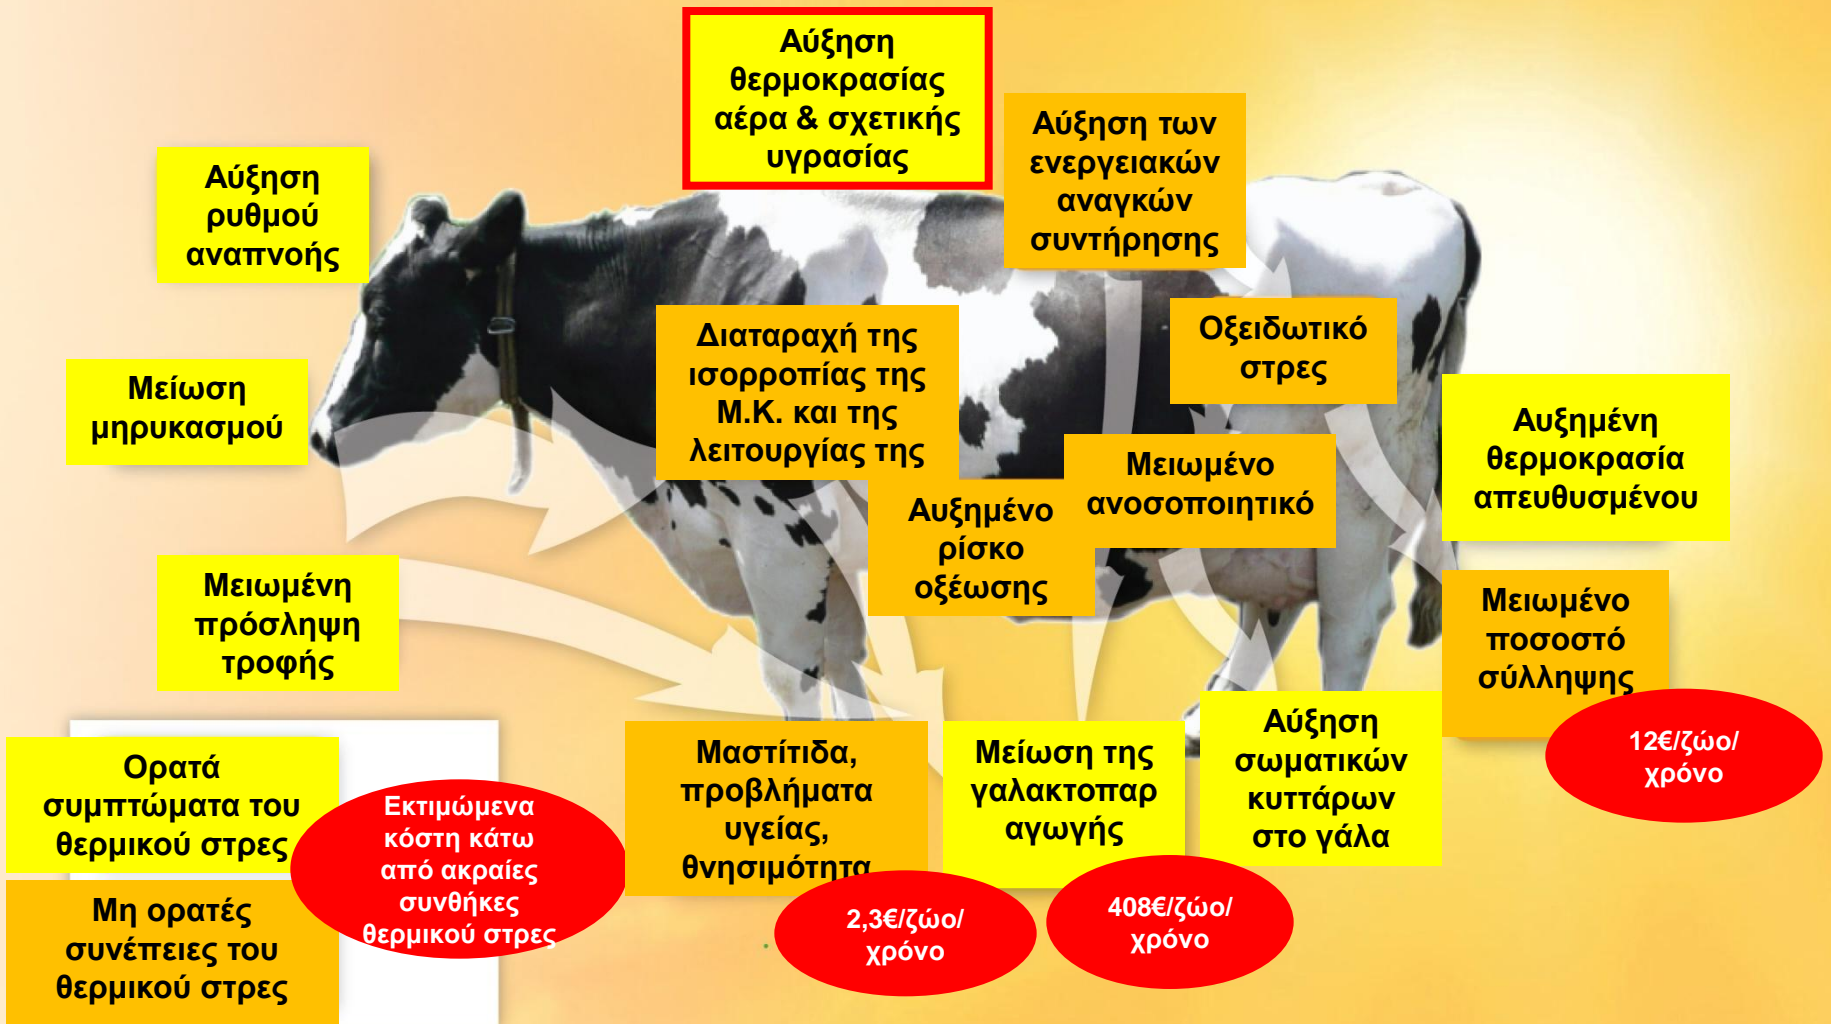 Αύξηση
θερμοκρασίας
αέρα & σχετικής
υγρασίας
Αύξηση των
ενεργειακών
αναγκών
συντήρησης
Αύξηση
ρυθμού
αναπνοής
Διαταραχή της
ισορροπίας της
Μ.Κ. και της
λειτουργίας της
Οξειδωτικό
στρες
Μείωση
μηρυκασμού
Αυξημένη
θερμοκρασία
απευθυσμένου
Μειωμένο
ανοσοποιητικό
Αυξημένο
ρίσκο
οξέωσης
Μειωμένη
πρόσληψη
τροφής
Μειωμένο
ποσοστό
σύλληψης
12€/ζώο/
χρόνο
Ορατά
συμπτώματα του
θερμικού στρες
Εκτιμώμενα
κόστη κάτω
από ακραίες
συνθήκες
θερμικού στρες
Μη ορατές
συνέπειες του
θερμικού στρες
Μαστίτιδα,
προβλήματα
υγείας,
θνησιμότητα
2,3€/ζώο/
χρόνο
Μείωση της
γαλακτοπαρ
αγωγής
408€/ζώο/
χρόνο
Αύξηση
σωματικών
κυττάρων
στο γάλα